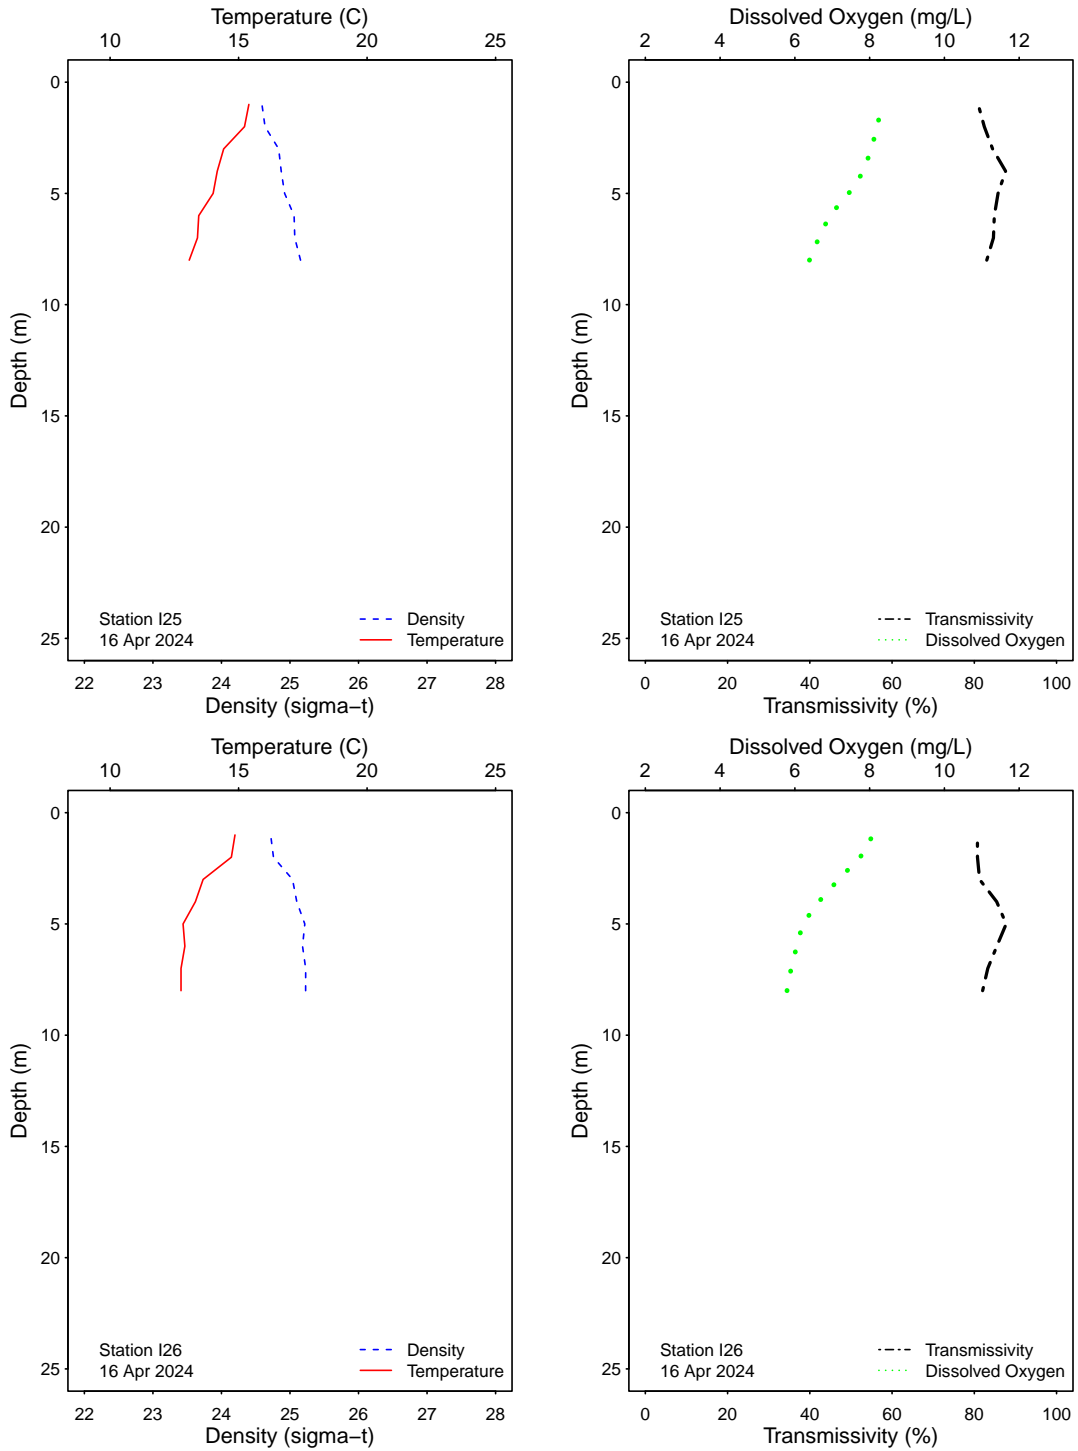 Temperature (C)
10 15 20 25
0
5
10
15
20
25
Depth (m)
Station I25
16 Apr 2024
Density
Temperature
22 23 24 25 26 27 28
Density (sigma−t)
Dissolved Oxygen (mg/L)
2 4 6 8 10 12
0
5
10
15
20
25
Depth (m)
Station I25
16 Apr 2024
Transmissivity
Dissolved Oxygen
0 20 40 60 80 100
Transmissivity (%)
Temperature (C)
10 15 20 25
0
5
10
15
20
25
Depth (m)
Station I26
16 Apr 2024
Density
Temperature
22 23 24 25 26 27 28
Density (sigma−t)
Dissolved Oxygen (mg/L)
2 4 6 8 10 12
0
5
10
15
20
25
Depth (m)
Station I26
16 Apr 2024
Transmissivity
Dissolved Oxygen
0 20 40 60 80 100
Transmissivity (%)